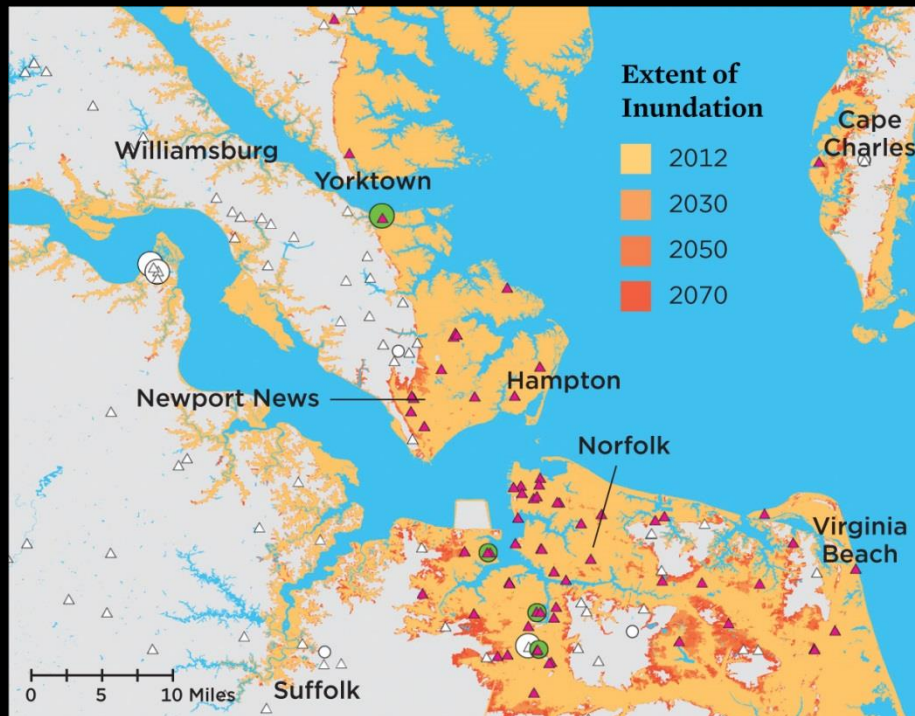 Extent of
Inundation
2012
2030
2050
2070
Cape
Charles
Williamsburg
Yorktown
Newport News
Hampton
Norfolk
Virginia
Beach
0 5 10 Miles
Suffolk